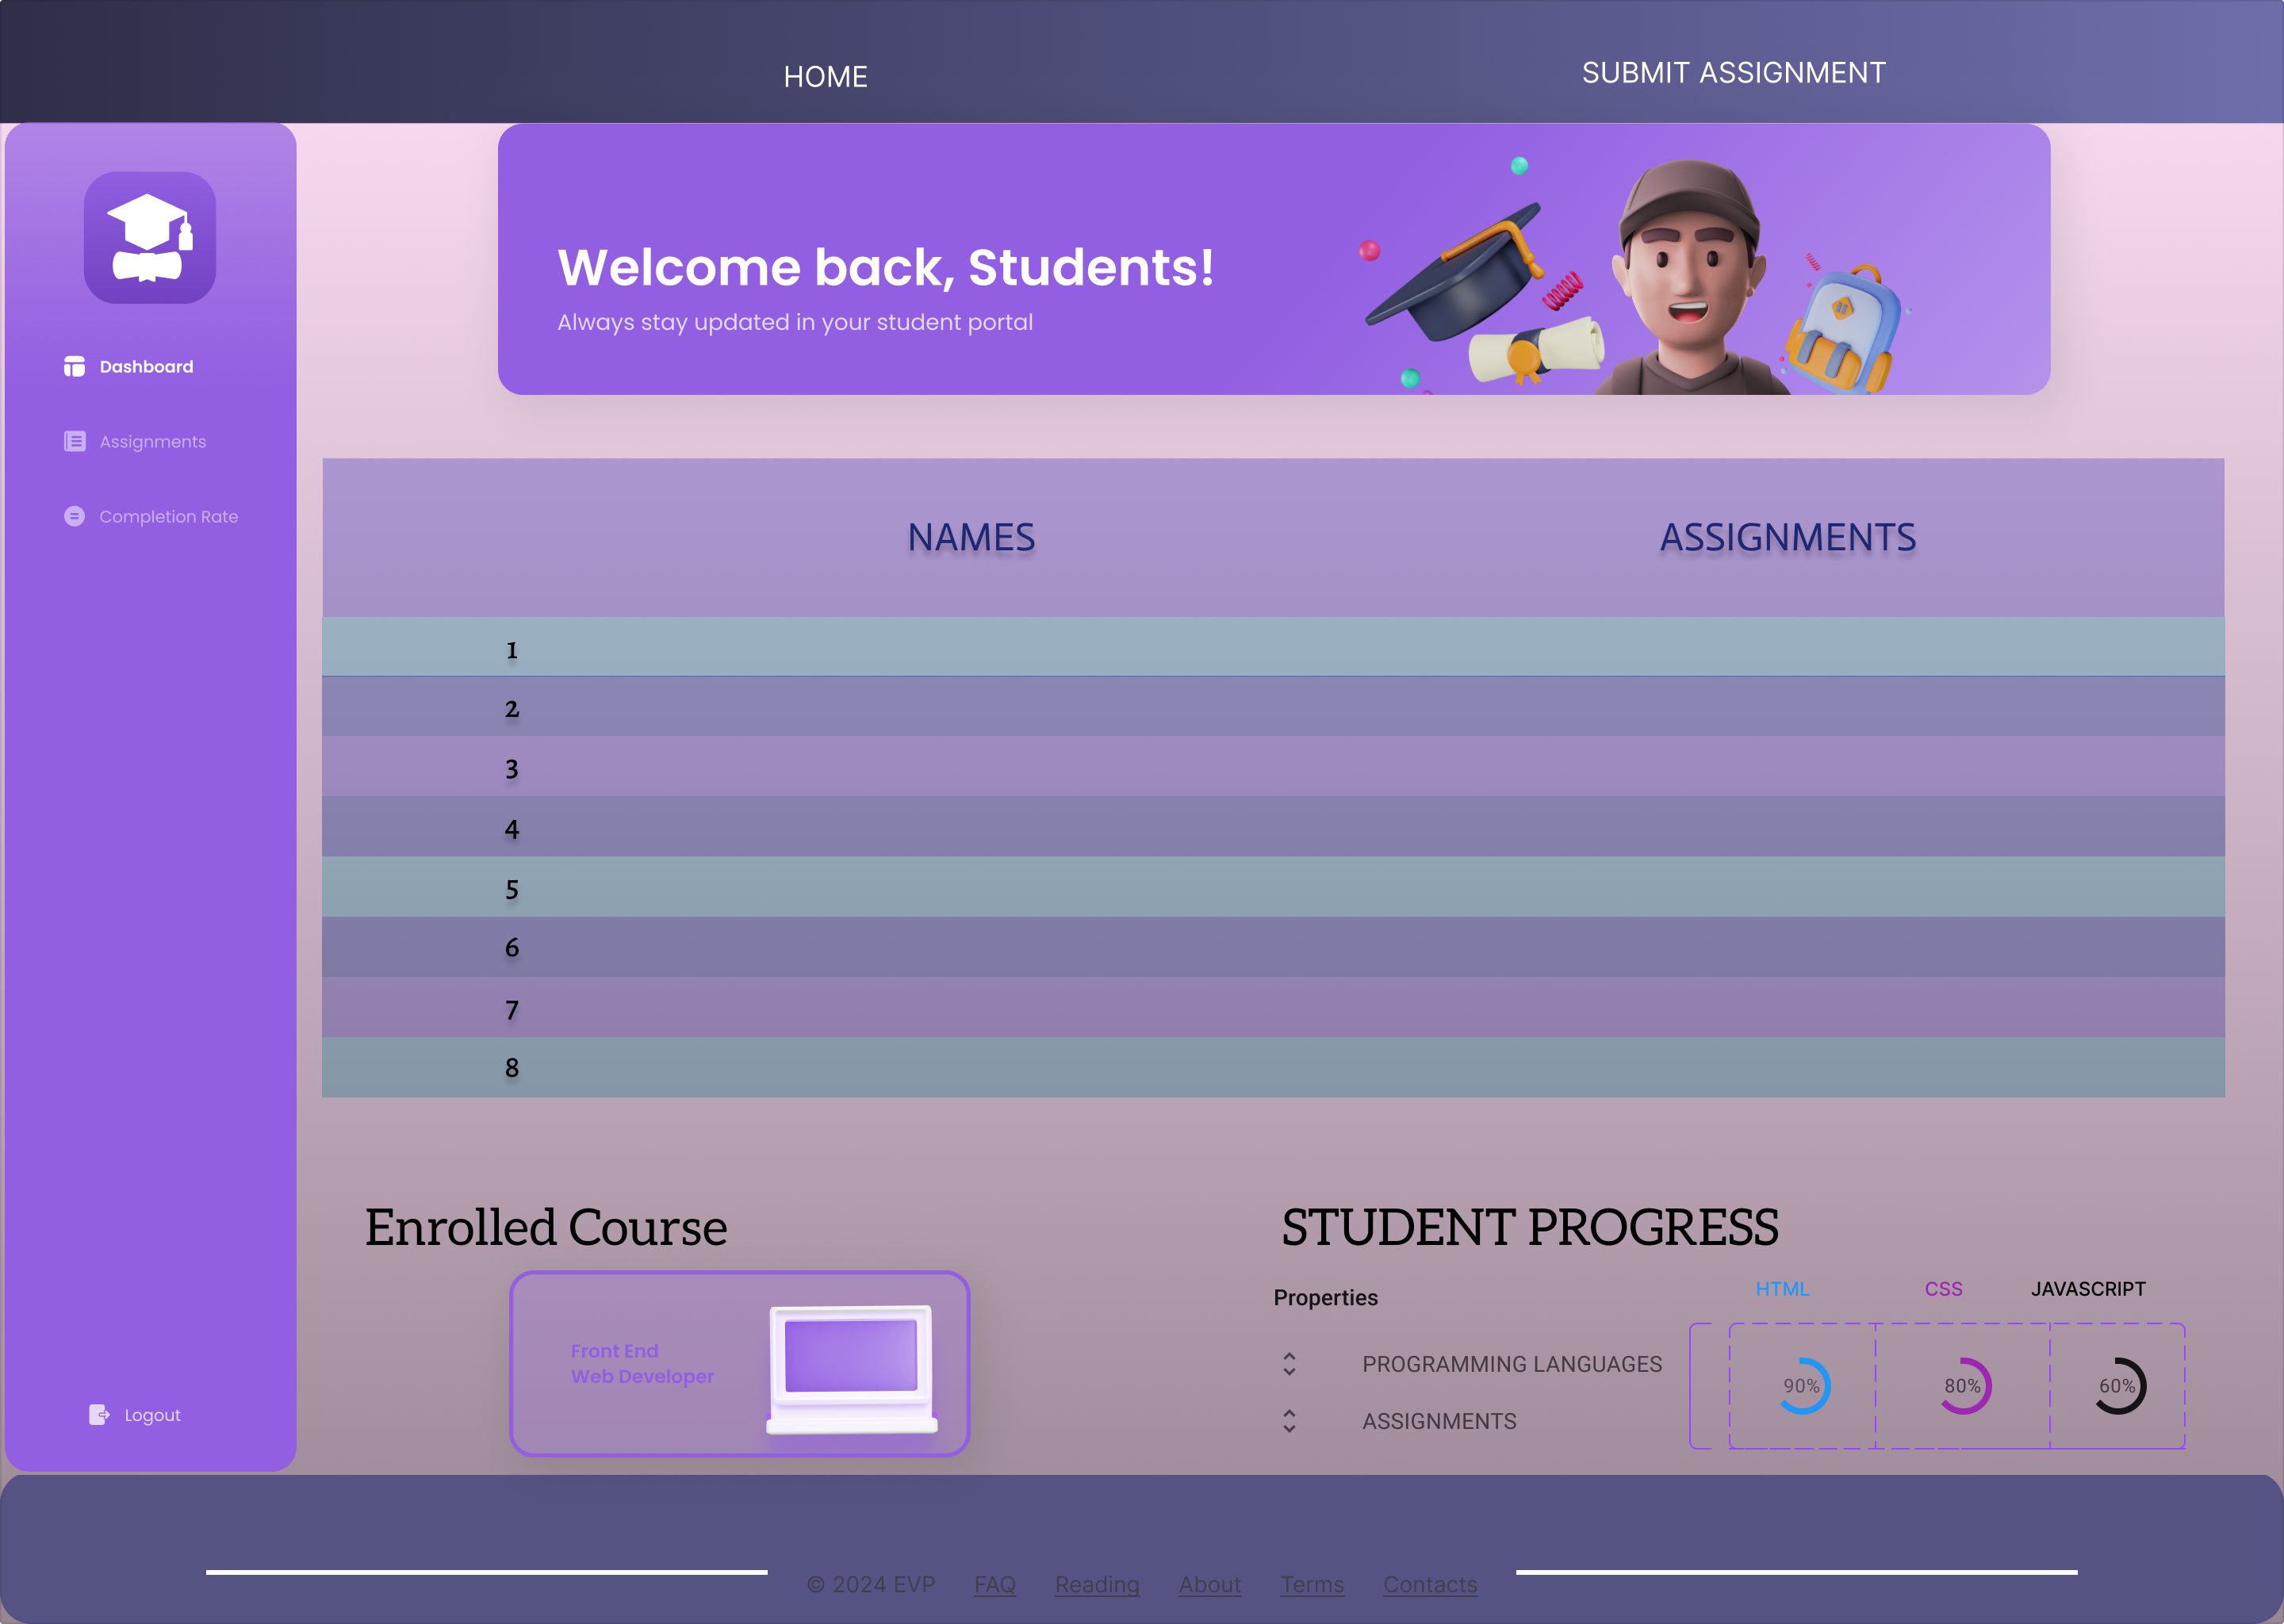 HOME
SUBMIT ASSIGNMENT
Welcome back, Students!
Always stay updated in your student portal
Dashboard
Assignments
Completion Rate
Logout
NAMES
ASSIGNMENTS
1
2
3
4
5
6
7
8
Enrolled Course
Front End
Web Developer
STUDENT PROGRESS
Properties
HTML
CSS
JAVASCRIPT
PROGRAMMING LANGUAGES
90%
80%
60%
ASSIGNMENTS
© 2024 EVP
FAQ
Reading
About
Terms
Contacts